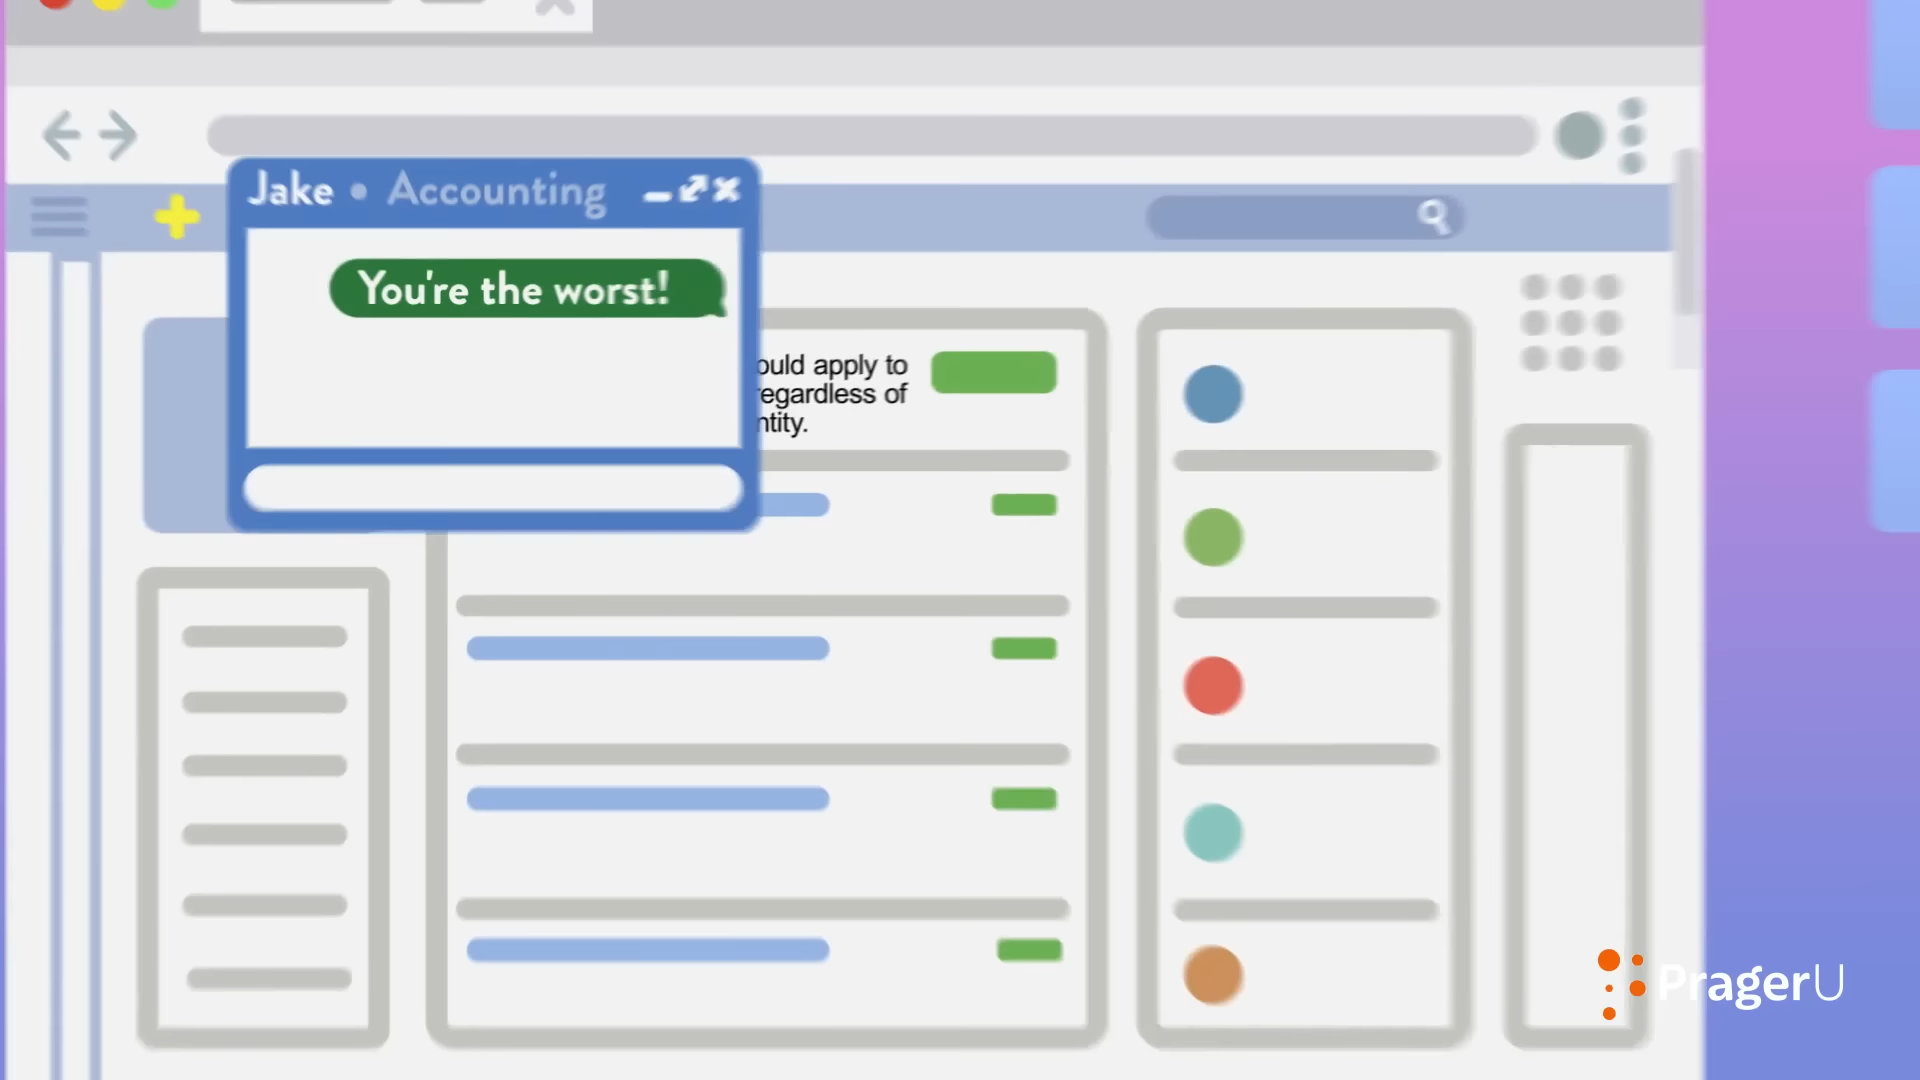 Jake • Accounting
You're the worst!
ould apply to
egardless of
ntity.
PragerU